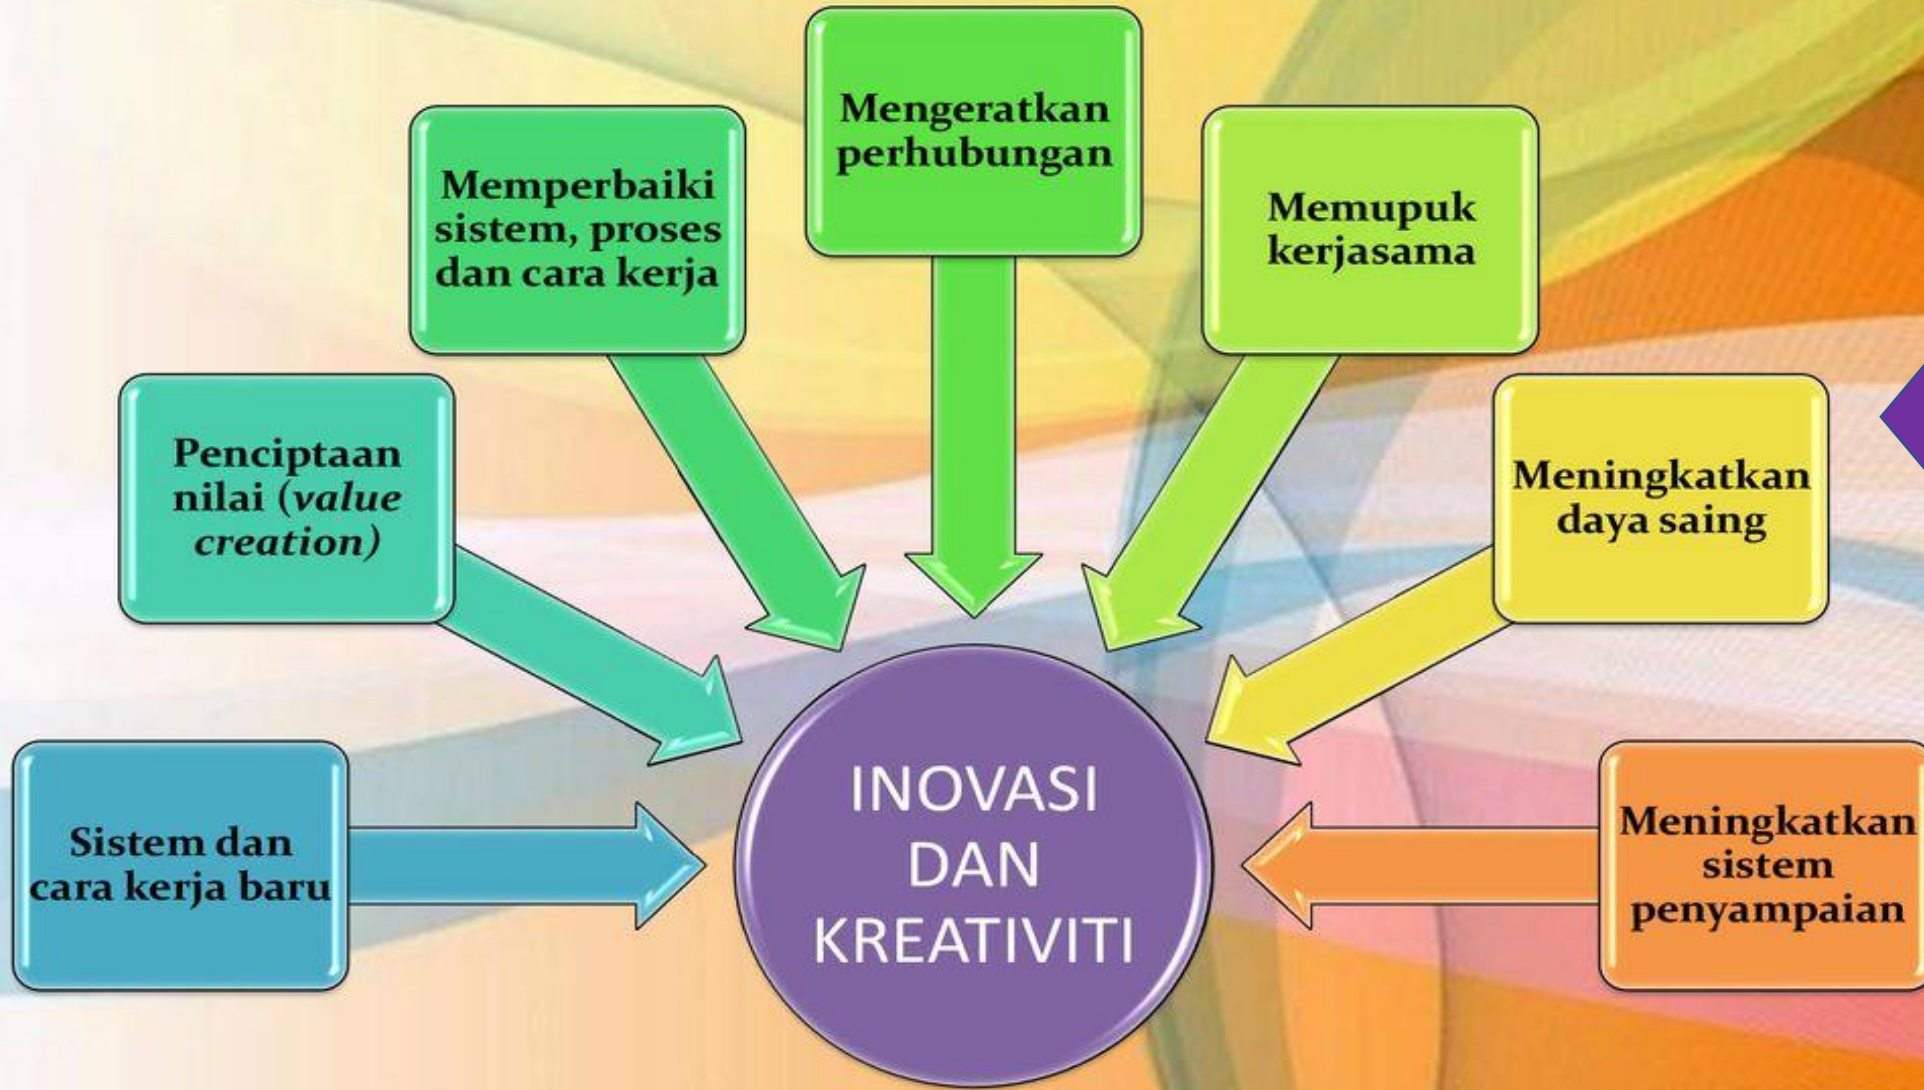 Sistem dan
cara kerja baru
Penciptaan
nilai (value
creation)
Memperbaiki
sistem, proses
dan cara kerja
Mengeratkan
perhubungan
Memupuk
kerjasama
Meningkatkan
daya saing
Meningkatkan
sistem
penyampaian
INOVASI
DAN
KREATIVITI